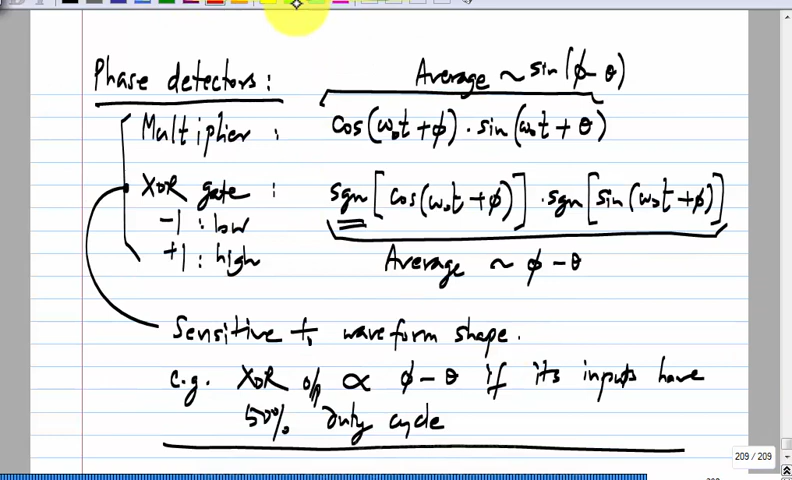 Phase detectors :
Average ~ sin(ϕ-θ)
Multiplier : cos(ω₀t+ϕ) · sin(ω₀t+θ)
XOR gate : sgn[cos(ω₀t+ϕ)] · sgn[sin(ω₀t+ϕ)]
-1 : low
+1 : high
Average ~ ϕ-θ
Sensitive to waveform shape.
e.g. XOR o/p ∝ ϕ-θ if its inputs have
50% duty cycle
209 / 209